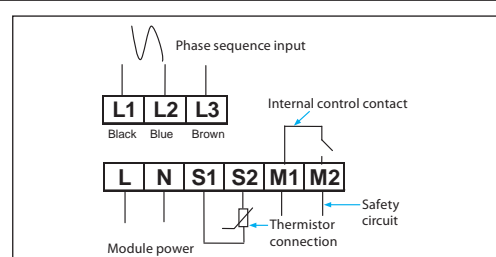 Phase sequence input
L1 L2 L3
Black Blue Brown
Internal control contact
L N S1 S2 M1 M2
Safety
circuit
Thermistor
connection
Module power